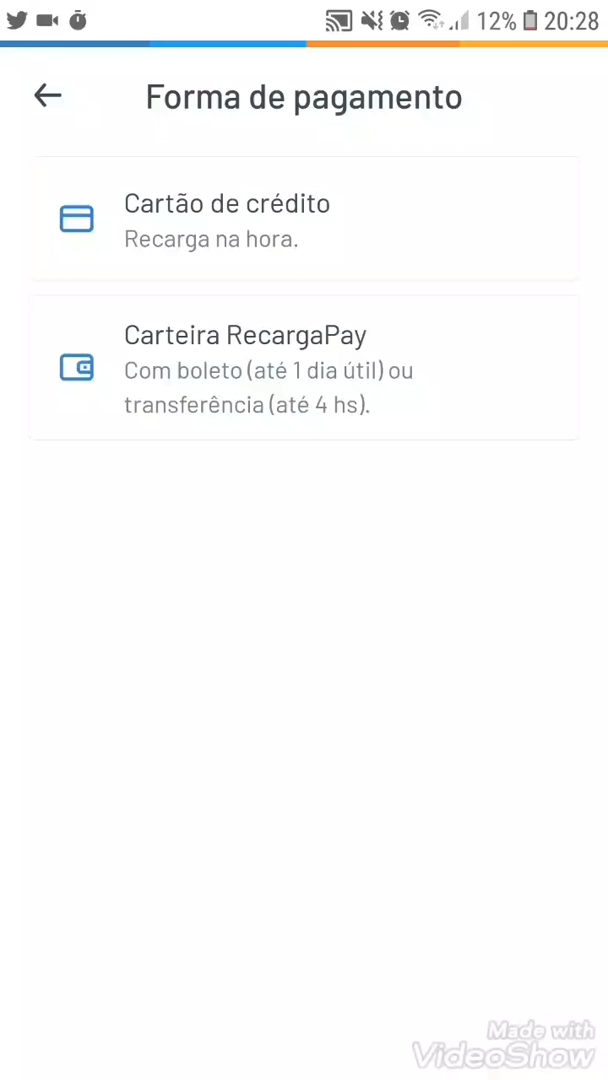 12% 20:28
Forma de pagamento
Cartão de crédito
Recarga na hora.
Carteira RecargaPay
Com boleto (até 1 dia útil) ou
transferência (até 4 hs).
Made with
VideoShow